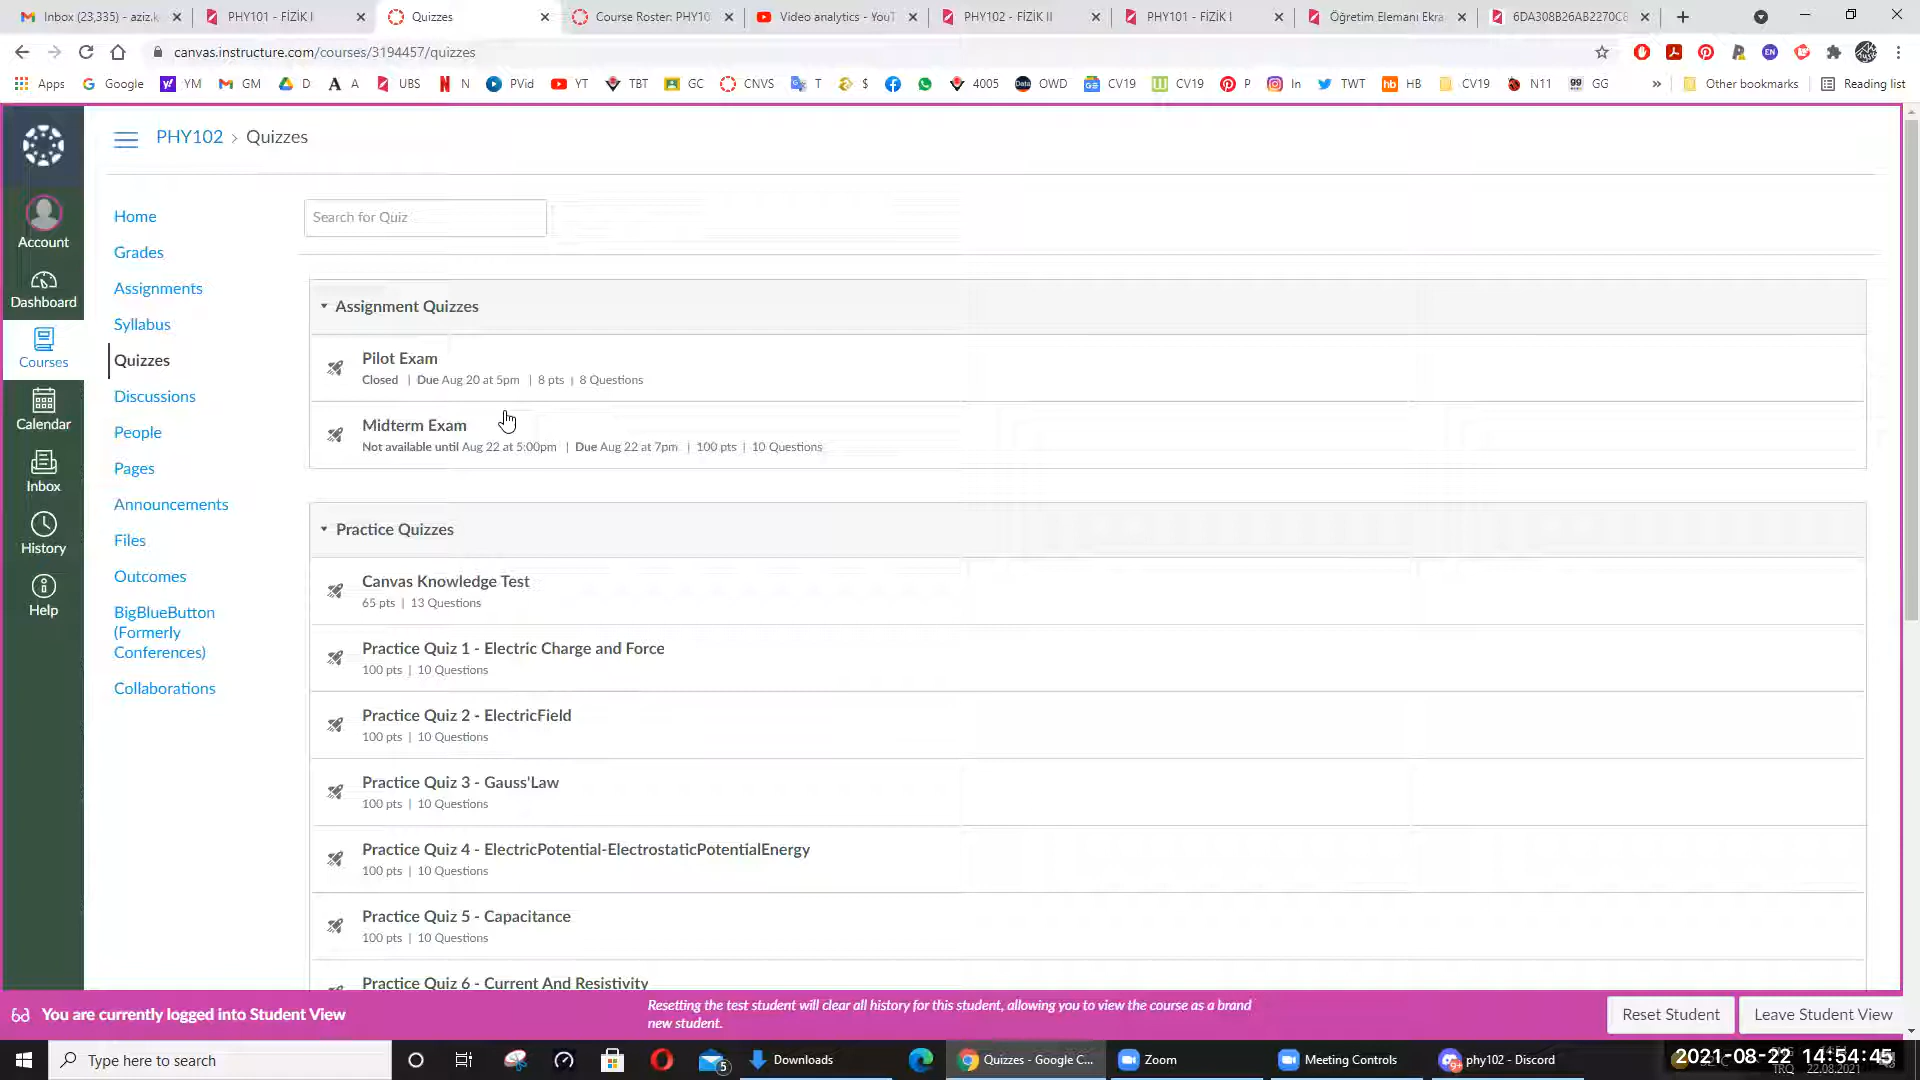 Inbox (23,335) - aziz.k
PHY101 - FİZİK I
Quizzes
Course Roster: PHY10
Video analytics - YouT
PHY102 - FİZİK II
PHY101 - FİZİK I
Öğretim Elemanı Ekra
6DA308B26AB2270C8
canvas.instructure.com/courses/3194457/quizzes
Apps Google YM GM D A UBS N PVid YT TBT GC CNVS T $ 4005 OWD CV19 CV19 P In TWT HB CV19 N11 GG » Other bookmarks Reading list
PHY102 > Quizzes
Account
Dashboard
Courses
Calendar
Inbox
History
Help
Home
Grades
Assignments
Syllabus
Quizzes
Discussions
People
Pages
Announcements
Files
Outcomes
BigBlueButton
(Formerly
Conferences)
Collaborations
Search for Quiz
Assignment Quizzes
Pilot Exam
Closed | Due Aug 20 at 5pm | 8 pts | 8 Questions
Midterm Exam
Not available until Aug 22 at 5:00pm | Due Aug 22 at 7pm | 100 pts | 10 Questions
Practice Quizzes
Canvas Knowledge Test
65 pts | 13 Questions
Practice Quiz 1 - Electric Charge and Force
100 pts | 10 Questions
Practice Quiz 2 - ElectricField
100 pts | 10 Questions
Practice Quiz 3 - Gauss'Law
100 pts | 10 Questions
Practice Quiz 4 - ElectricPotential-ElectrostaticPotentialEnergy
100 pts | 10 Questions
Practice Quiz 5 - Capacitance
100 pts | 10 Questions
Practice Quiz 6 - Current And Resistivity
You are currently logged into Student View
Resetting the test student will clear all history for this student, allowing you to view the course as a brand
new student.
Reset Student
Leave Student View
Type here to search
5
Downloads
Quizzes - Google C...
Zoom
Meeting Controls
phy102 - Discord
2021-08-22 14:54:45
TRQ 22.08.2021